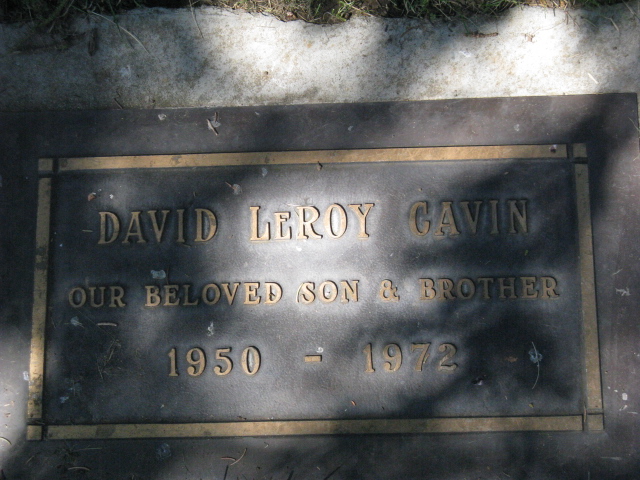 DAVID LeROY GAVIN
OUR BELOVED SON & BROTHER
1950 - 1972